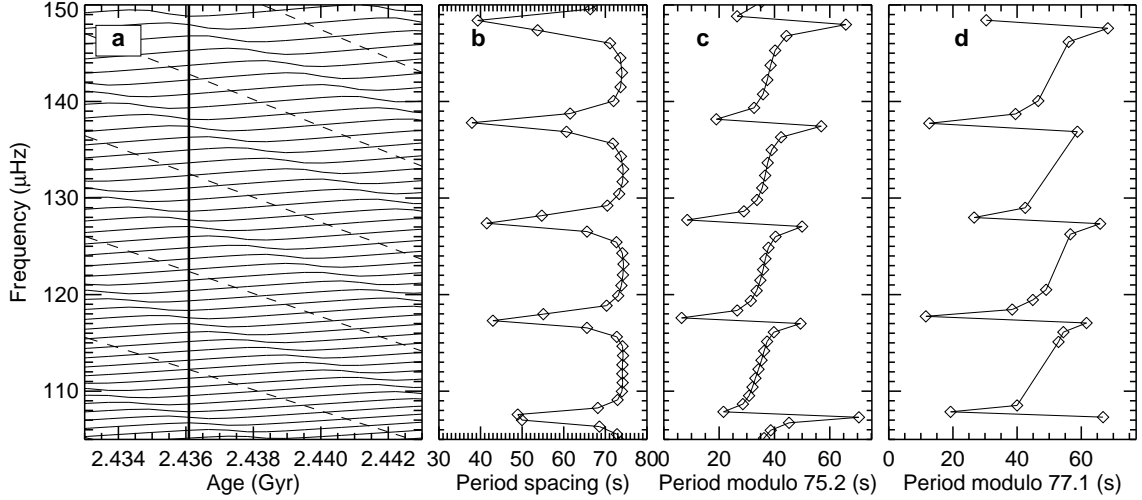 a
b
c
d
Frequency (μHz)
150
140
130
120
110
2.434 2.436 2.438 2.440 2.442
30 40 50 60 70 80
0 20 40 60
0 20 40 60
Age (Gyr)
Period spacing (s)
Period modulo 75.2 (s)
Period modulo 77.1 (s)